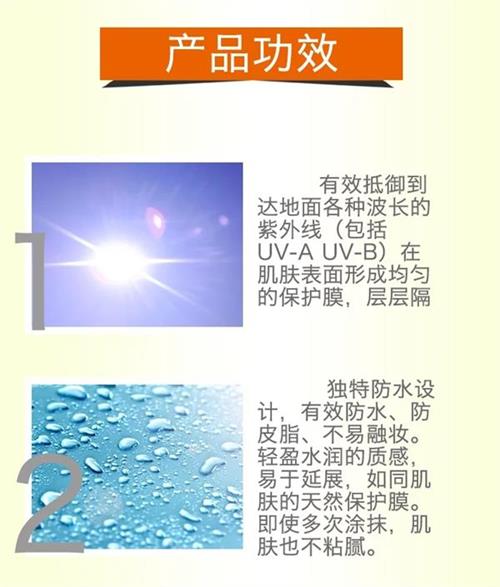 产品功效
1
有效抵御到
达地面各种波长的
紫外线（包括
UV-A UV-B）在
肌肤表面形成均匀
的保护膜，层层隔
2
独特防水设
计，有效防水、防
皮脂、不易融妆。
轻盈水润的质感，
易于延展，如同肌
肤的天然保护膜。
即使多次涂抹，肌
肤也不粘腻。